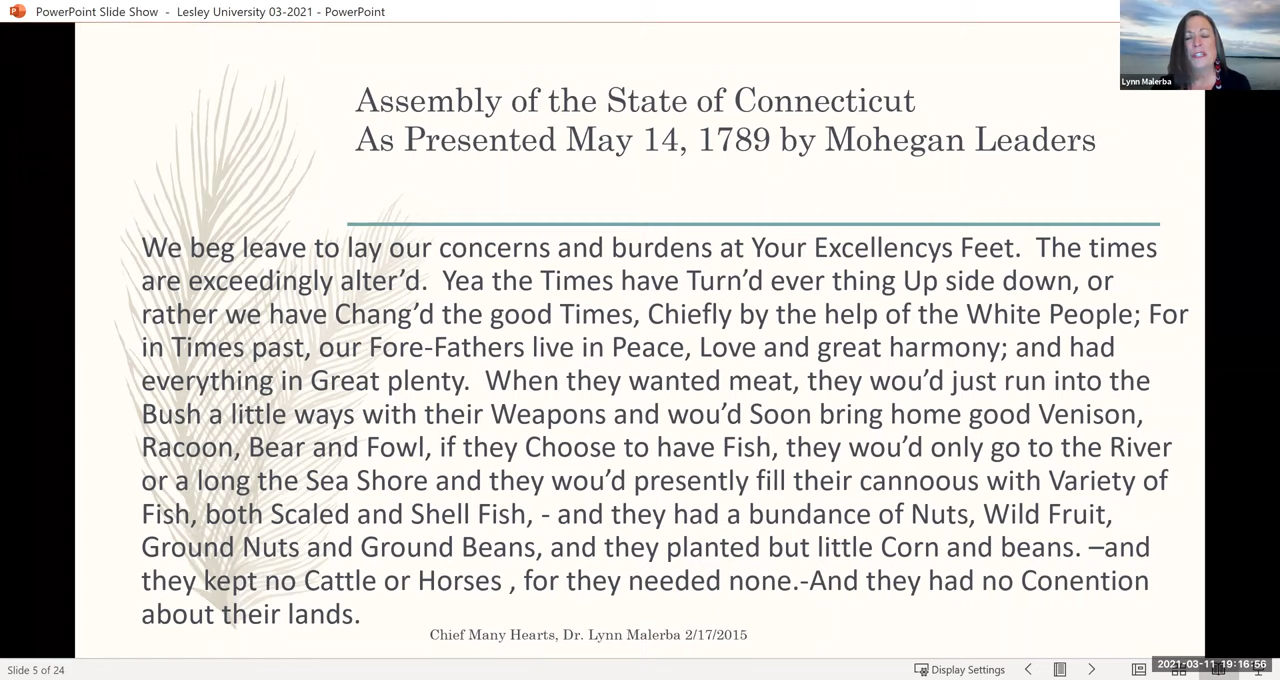 PowerPoint Slide Show - Lesley University 03-2021 - PowerPoint
Lynn Malerba
Assembly of the State of Connecticut
As Presented May 14, 1789 by Mohegan Leaders
We beg leave to lay our concerns and burdens at Your Excellencys Feet. The times
are exceedingly alter’d. Yea the Times have Turn’d ever thing Up side down, or
rather we have Chang’d the good Times, Chiefly by the help of the White People; For
in Times past, our Fore-Fathers live in Peace, Love and great harmony; and had
everything in Great plenty. When they wanted meat, they wou’d just run into the
Bush a little ways with their Weapons and wou’d Soon bring home good Venison,
Racoon, Bear and Fowl, if they Choose to have Fish, they wou’d only go to the River
or a long the Sea Shore and they wou’d presently fill their cannoous with Variety of
Fish, both Scaled and Shell Fish, - and they had a bundance of Nuts, Wild Fruit,
Ground Nuts and Ground Beans, and they planted but little Corn and beans. –and
they kept no Cattle or Horses , for they needed none.-And they had no Conention
about their lands.
Chief Many Hearts, Dr. Lynn Malerba 2/17/2015
Slide 5 of 24
Display Settings
2021-03-11 19:16:56